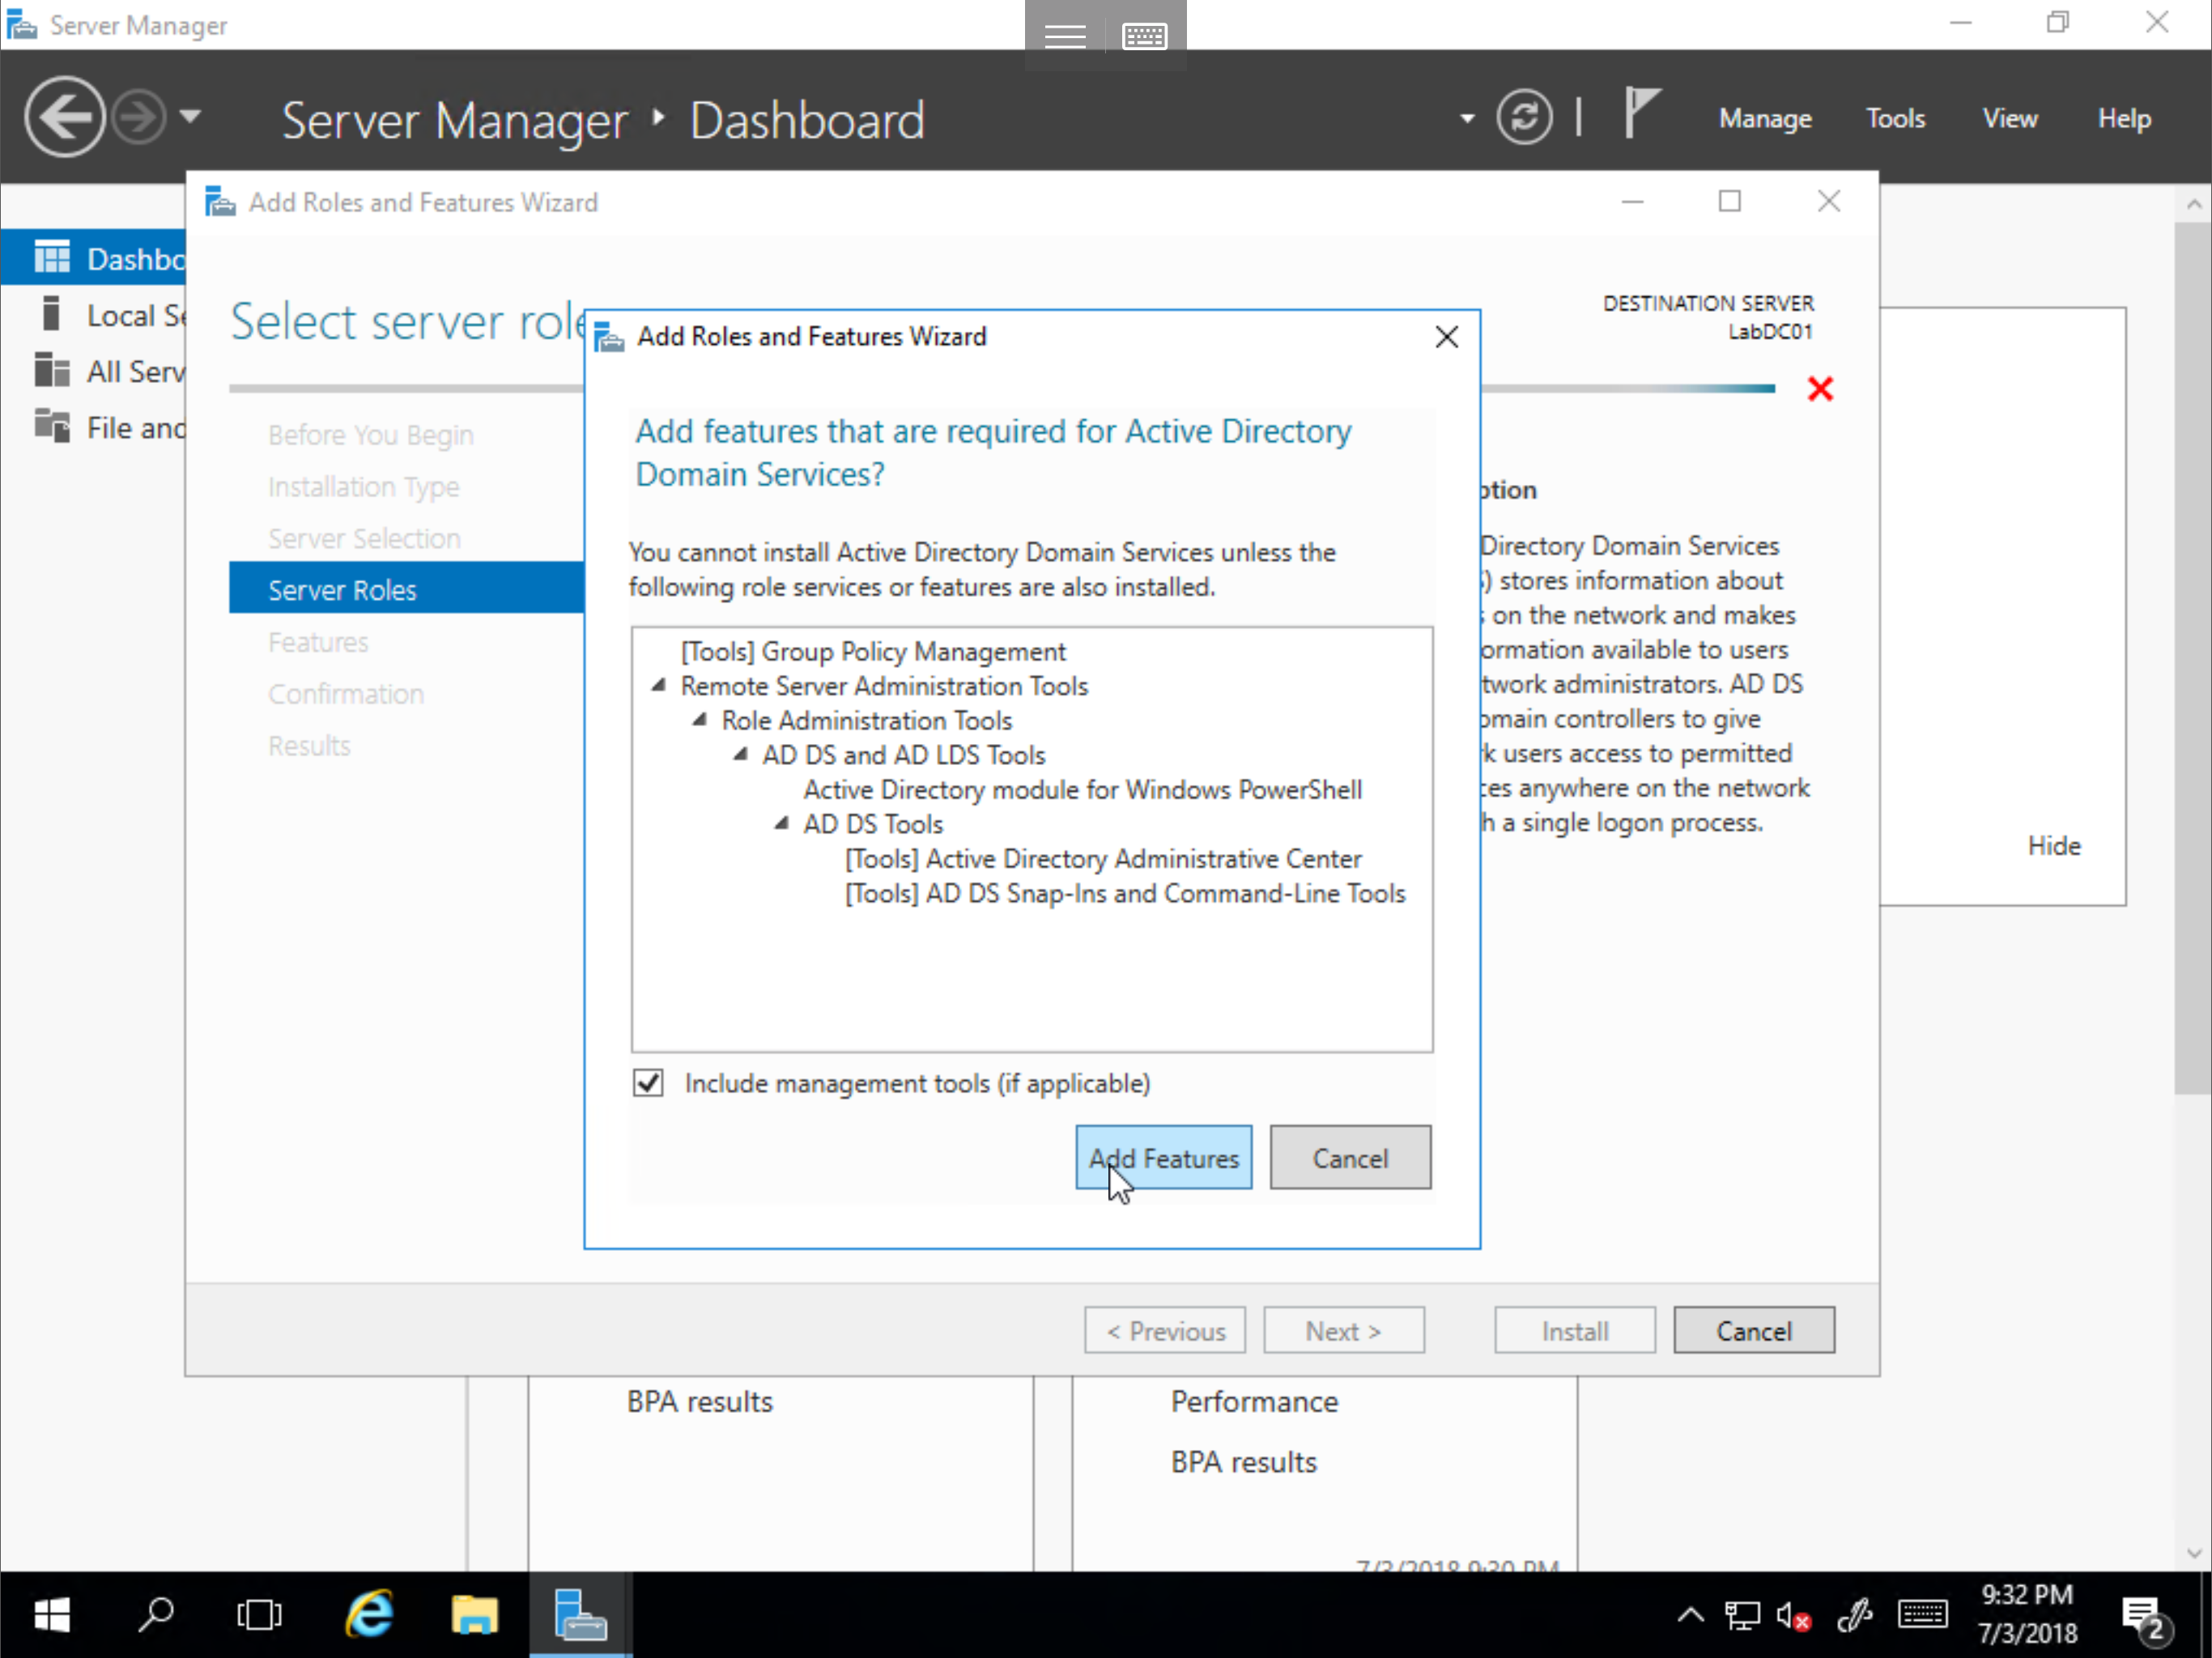 Server Manager
Server Manager
Dashboard
Manage
Tools
View
Help
Add Roles and Features Wizard
Dashbo
Local Se
All Serv
File and
Select server role
DESTINATION SERVER
LabDC01
Before You Begin
Installation Type
Server Selection
Server Roles
Features
Confirmation
Results
Add Roles and Features Wizard
Add features that are required for Active Directory
Domain Services?
You cannot install Active Directory Domain Services unless the
following role services or features are also installed.
[Tools] Group Policy Management
Remote Server Administration Tools
Role Administration Tools
AD DS and AD LDS Tools
Active Directory module for Windows PowerShell
AD DS Tools
[Tools] Active Directory Administrative Center
[Tools] AD DS Snap-Ins and Command-Line Tools
Include management tools (if applicable)
Add Features
Cancel
ption
Directory Domain Services
) stores information about
on the network and makes
ormation available to users
twork administrators. AD DS
omain controllers to give
k users access to permitted
ces anywhere on the network
h a single logon process.
Hide
< Previous
Next >
Install
Cancel
BPA results
Performance
BPA results
7/3/2018 9:30 PM
9:32 PM
7/3/2018
2